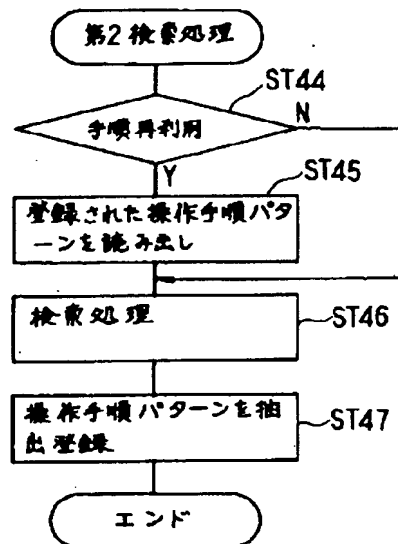 第2検索処理
ST44
手順再利用
N
Y
ST45
登録された操作手順パタ
ーンを読み出し
検索処理
ST46
操作手順パターンを抽
出登録
ST47
エンド